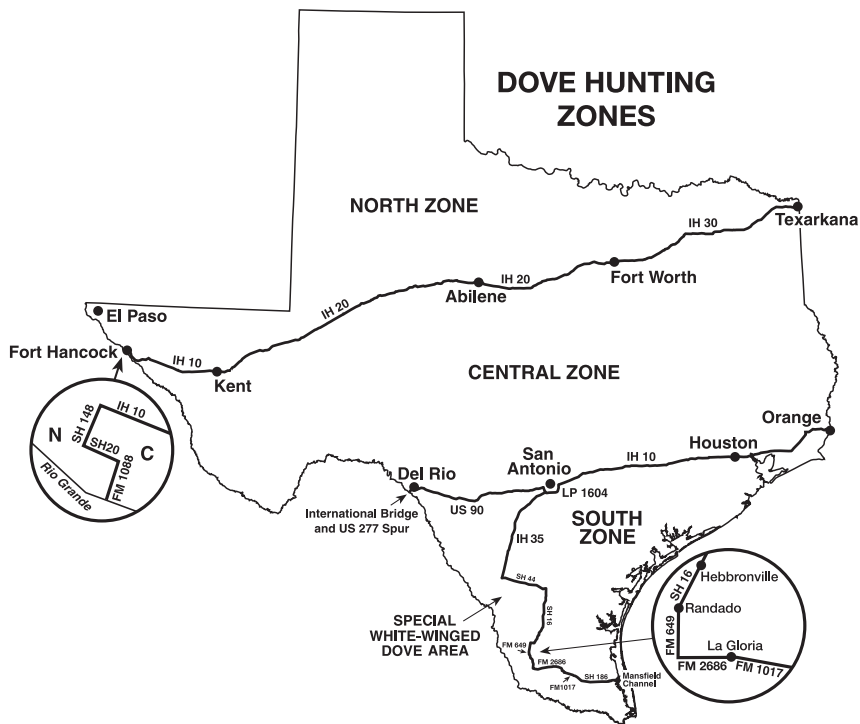 DOVE HUNTING
ZONES
NORTH ZONE
IH 30
Texarkana
Fort Worth
IH 20
Abilene
IH 20
El Paso
Fort Hancock
IH 10
Kent
CENTRAL ZONE
N
SH 148
IH 10
SH20
C
FM 1088
Rio Grande
Orange
Houston
IH 10
San
Antonio
LP 1604
Del Rio
US 90
International Bridge
and US 277 Spur
SOUTH
ZONE
IH 35
SH 44
SH 16
SPECIAL
WHITE-WINGED
DOVE AREA
FM 649
FM 2686
FM1017
SH 186
Mansfield
Channel
SH 16
Hebbronville
Randado
FM 649
La Gloria
FM 2686
FM 1017